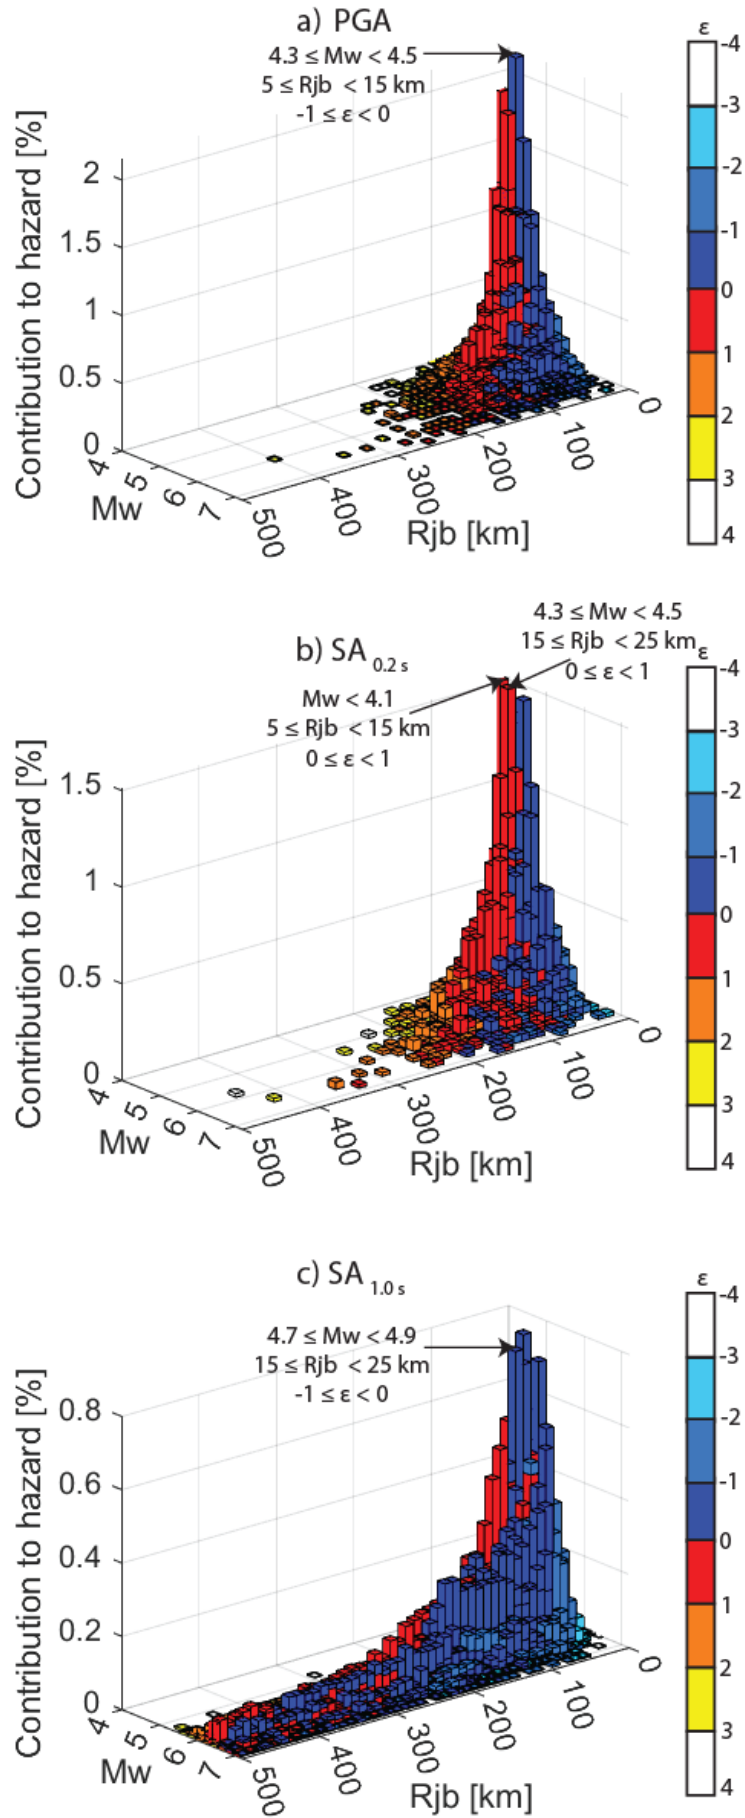 a) PGA
4.3 ≤ Mw < 4.5
5 ≤ Rjb < 15 km
-1 ≤ ε < 0
Contribution to hazard [%]
2
1.5
1
0.5
0
4
5
6
7
Mw
500
400
300
200
100
0
Rjb [km]
ε
-4
-3
-2
-1
0
1
2
3
4
b) SA 0.2 s
Mw < 4.1
5 ≤ Rjb < 15 km
0 ≤ ε < 1
4.3 ≤ Mw < 4.5
15 ≤ Rjb < 25 km
0 ≤ ε < 1
Contribution to hazard [%]
1.5
1
0.5
0
4
5
6
7
Mw
500
400
300
200
100
0
Rjb [km]
ε
-4
-3
-2
-1
0
1
2
3
4
c) SA 1.0 s
4.7 ≤ Mw < 4.9
15 ≤ Rjb < 25 km
-1 ≤ ε < 0
Contribution to hazard [%]
0.8
0.6
0.4
0.2
0
4
5
6
7
Mw
500
400
300
200
100
0
Rjb [km]
ε
-4
-3
-2
-1
0
1
2
3
4